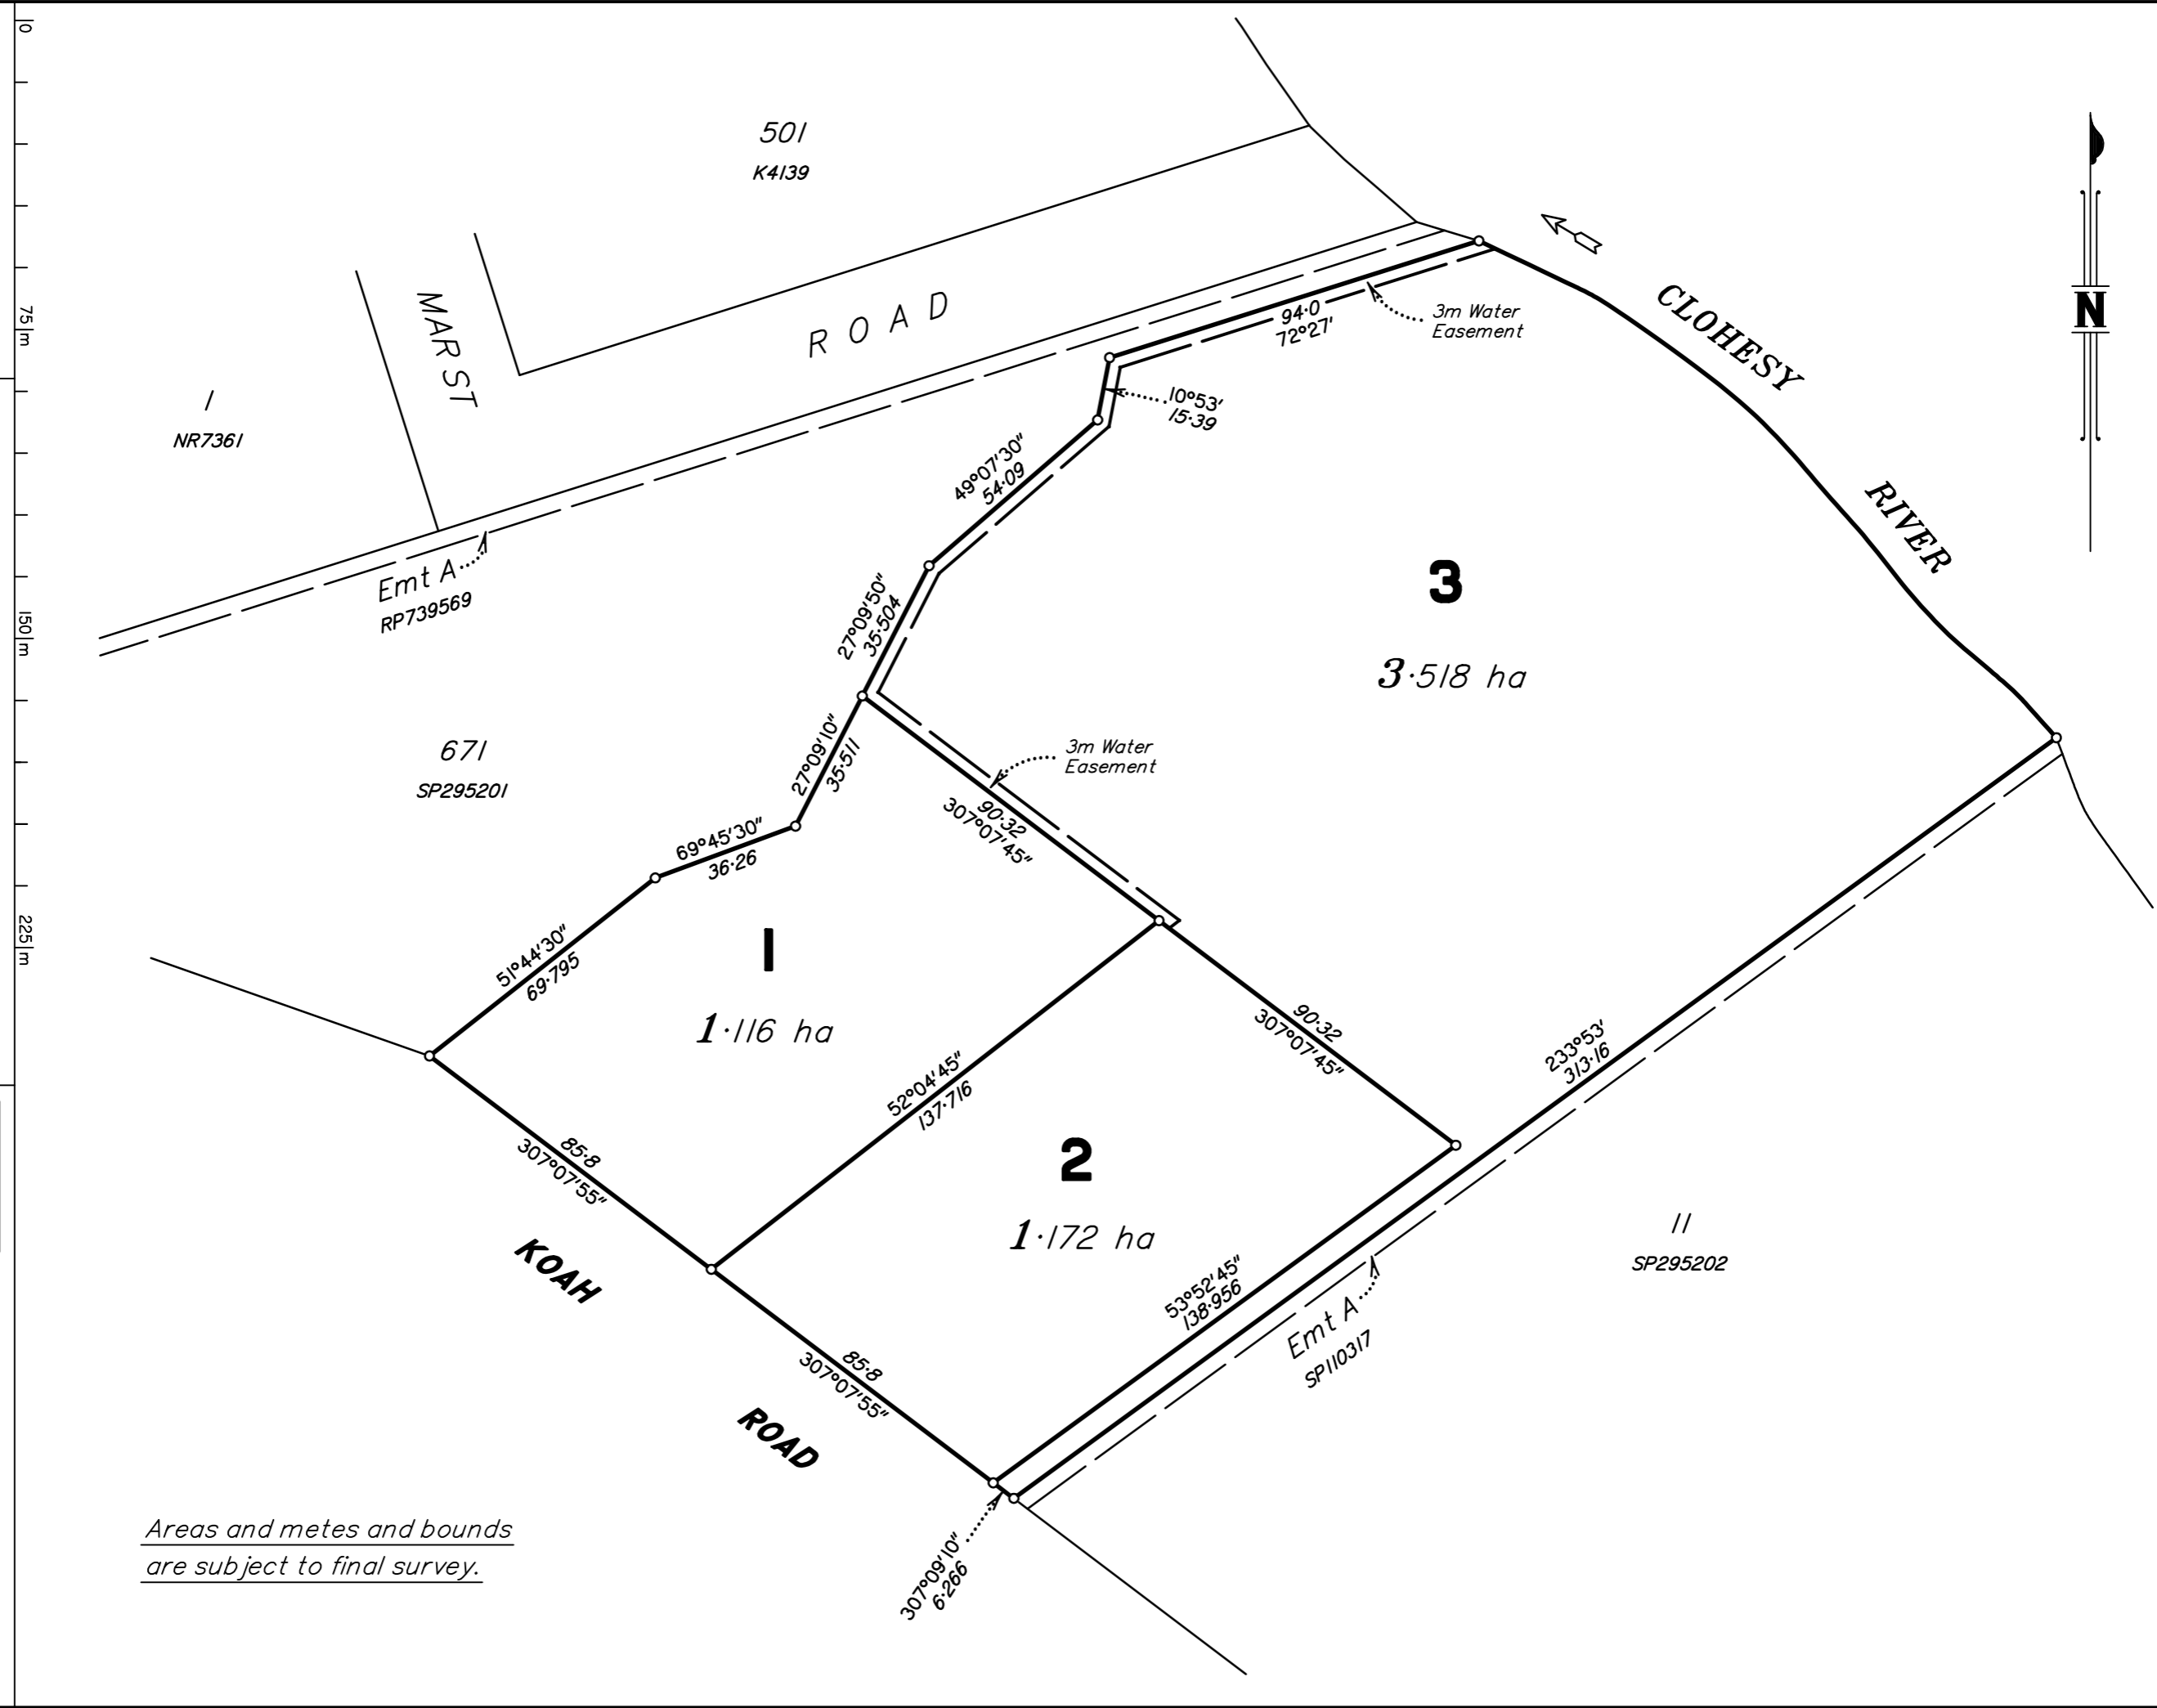 0
75m
150m
225m
501
K4139
MAR ST
ROAD
1
NR7361
Emt A
RP739569
CLOHESY
RIVER
N
3m Water
Easement
94·0
72°27'
10°53'
15·39
49°07'30"
54·09
27°09'50"
35·504
3
3·518 ha
671
SP295201
27°09'10"
35·511
3m Water
Easement
90·32
307°07'45"
69°45'30"
36·26
51°44'30"
69·795
1
1·116 ha
90·32
307°07'45"
233°53'
313·16
52°04'45"
137·716
85·8
307°07'55"
2
1·172 ha
11
SP295202
53°52'45"
138·956
Emt A
SP110317
KOAH
ROAD
85·8
307°07'55"
307°09'10"
6·266
Areas and metes and bounds
are subject to final survey.